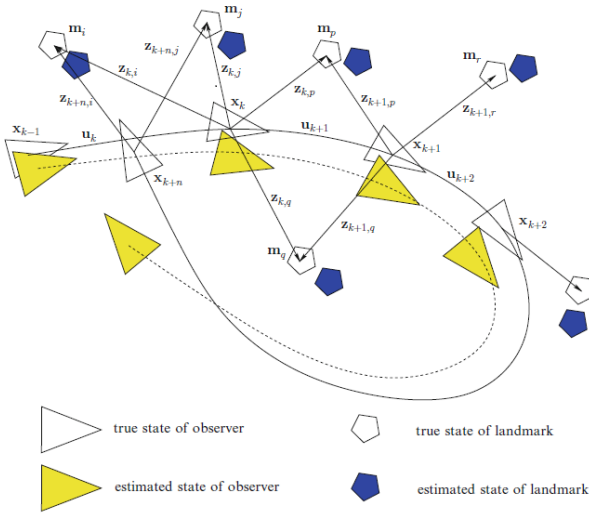 m_i
m_j
m_p
m_r
z_{k+n,j}
z_{k,i}
z_{k,j}
z_{k+n,i}
z_{k,p}
z_{k+1,p}
z_{k+1,r}
x_k
x_{k-1}
u_k
u_{k+1}
x_{k+1}
x_{k+n}
u_{k+2}
z_{k,q}
x_{k+2}
z_{k+1,q}
m_q
true state of observer
true state of landmark
estimated state of observer
estimated state of landmark